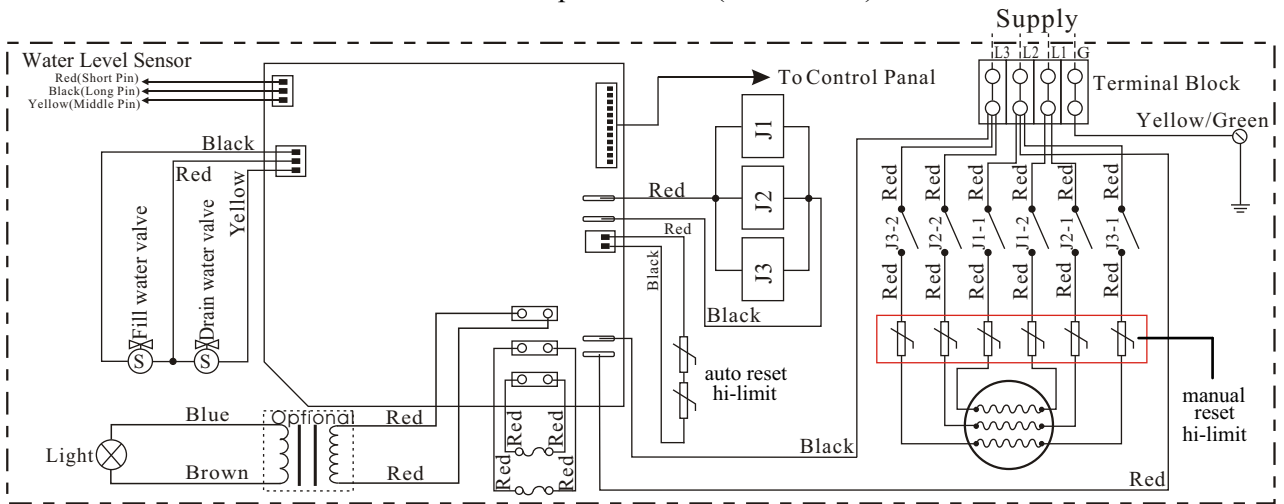 Supply
L3 L2 L1 G
Water Level Sensor
Red(Short Pin)
Black(Long Pin)
Yellow(Middle Pin)
To Control Panal
Terminal Block
Yellow/Green
Black
Red
Yellow
Fill water valve
Drain water valve
S
S
J1
J2
J3
Red
Red
Black
Black
Red
Red
Red
Red
Red
Red
J3-2
J2-2
J1-1
J1-2
J2-1
J3-1
Red
Red
Red
Red
Red
Red
auto reset
hi-limit
manual
reset
hi-limit
Optional
Blue
Red
Light
Brown
Red
Red
Red
Red
Red
Black
Red